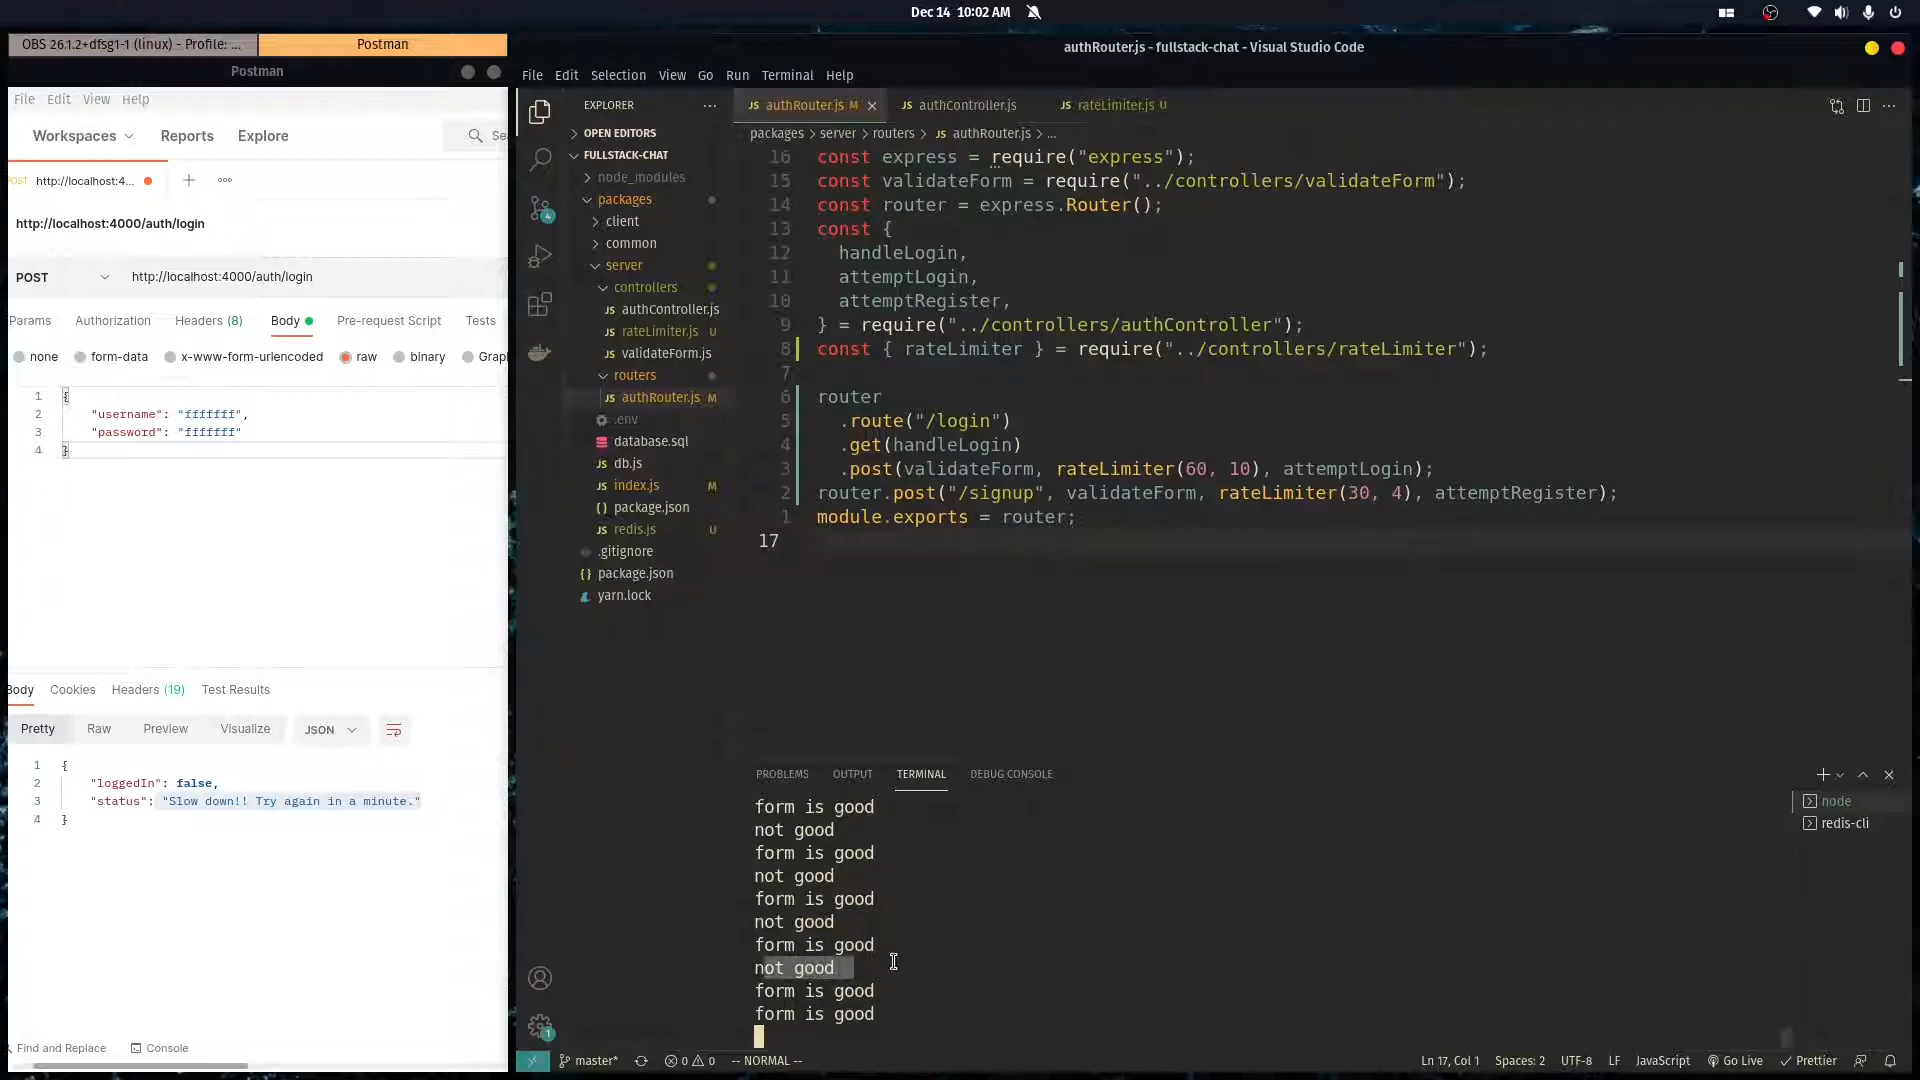 Dec 14 10:02 AM
OBS 26.1.2+dfsg1-1 (linux) - Profile: ...
Postman
Postman
File Edit View Help
Workspaces Reports Explore
POST http://localhost:4... + ooo
http://localhost:4000/auth/login
POST http://localhost:4000/auth/login
Params Authorization Headers (8) Body Pre-request Script Tests
none form-data x-www-form-urlencoded raw binary
1 {
2 "username": "fffffff",
3 "password": "fffffff"
4 }
Body Cookies Headers (19) Test Results
Pretty Raw Preview Visualize JSON
1 {
2 "loggedIn": false,
3 "status": "Slow down!! Try again in a minute."
4 }
Find and Replace Console
authRouter.js - fullstack-chat - Visual Studio Code
File Edit Selection View Go Run Terminal Help
EXPLORER ...
OPEN EDITORS
FULLSTACK-CHAT
node_modules
packages
client
common
server
controllers
JS authController.js
JS rateLimiter.js U
JS validateForm.js
routers
JS authRouter.js M
.env
database.sql
JS db.js
JS index.js M
{} package.json
JS redis.js U
.gitignore
{} package.json
yarn.lock
4
1
JS authRouter.js M JS authController.js JS rateLimiter.js U
packages > server > routers > JS authRouter.js > ...
16 const express = require("express");
15 const validateForm = require("../controllers/validateForm");
14 const router = express.Router();
13 const {
12 handleLogin,
11 attemptLogin,
10 attemptRegister,
9 } = require("../controllers/authController");
8 const { rateLimiter } = require("../controllers/rateLimiter");
7
6 router
5 .route("/login")
4 .get(handleLogin)
3 .post(validateForm, rateLimiter(60, 10), attemptLogin);
2 router.post("/signup", validateForm, rateLimiter(30, 4), attemptRegister);
1 module.exports = router;
17
PROBLEMS OUTPUT TERMINAL DEBUG CONSOLE
form is good
not good
form is good
not good
form is good
not good
form is good
not good
form is good
form is good
node
redis-cli
master* 0 0 -- NORMAL -- Ln 17, Col 1 Spaces: 2 UTF-8 LF JavaScript Go Live Prettier